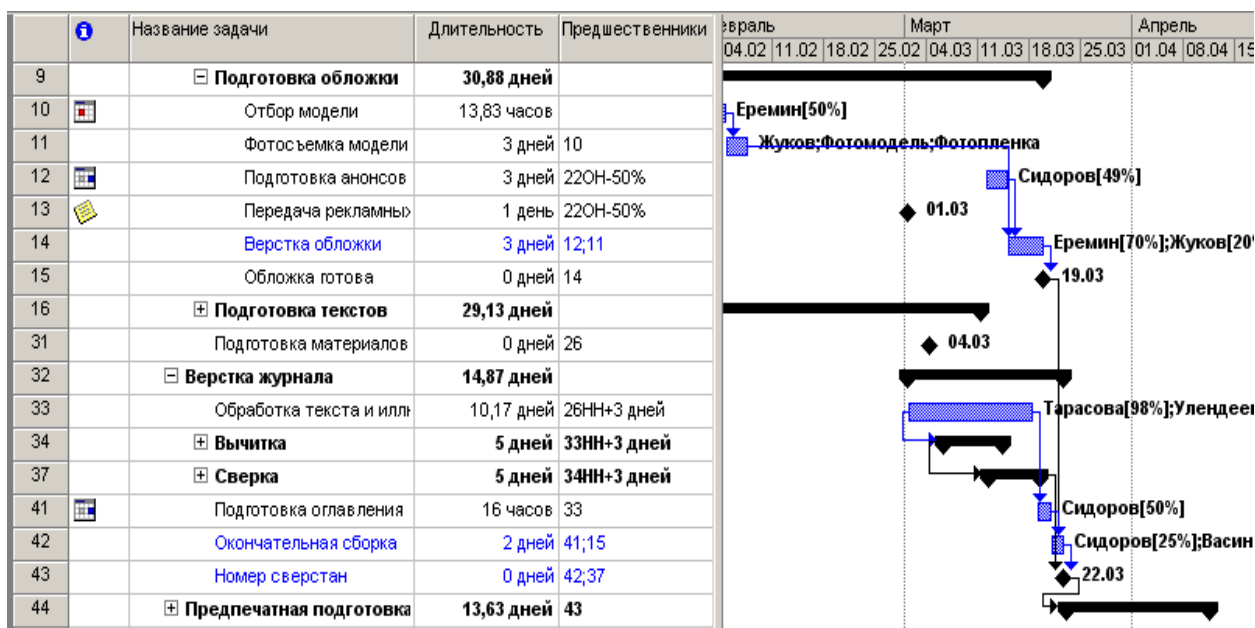 Название задачи Длительность Предшественники евраль Март Апрель
04.02 11.02 18.02 25.02 04.03 11.03 18.03 25.03 01.04 08.04 15
9 Подготовка обложки 30,88 дней
10 Отбор модели 13,83 часов Еремин[50%]
11 Фотосъемка модели 3 дней 10 Жуков;Фотомодель;Фотопленка
12 Подготовка анонсов 3 дней 22ОН-50% Сидоров[49%]
13 Передача рекламны 1 день 22ОН-50% 01.03
14 Верстка обложки 3 дней 12;11 Еремин[70%];Жуков[20%
15 Обложка готова 0 дней 14 19.03
16 Подготовка текстов 29,13 дней
31 Подготовка материалов 0 дней 26 04.03
32 Верстка журнала 14,87 дней
33 Обработка текста и илл 10,17 дней 26НН+3 дней Тарасова[98%];Улендее
34 Вычитка 5 дней 33НН+3 дней
37 Сверка 5 дней 34НН+3 дней
41 Подготовка оглавления 16 часов 33 Сидоров[50%]
42 Окончательная сборка 2 дней 41;15 Сидоров[25%];Васин
43 Номер сверстан 0 дней 42;37 22.03
44 Предпечатная подготовка 13,63 дней 43